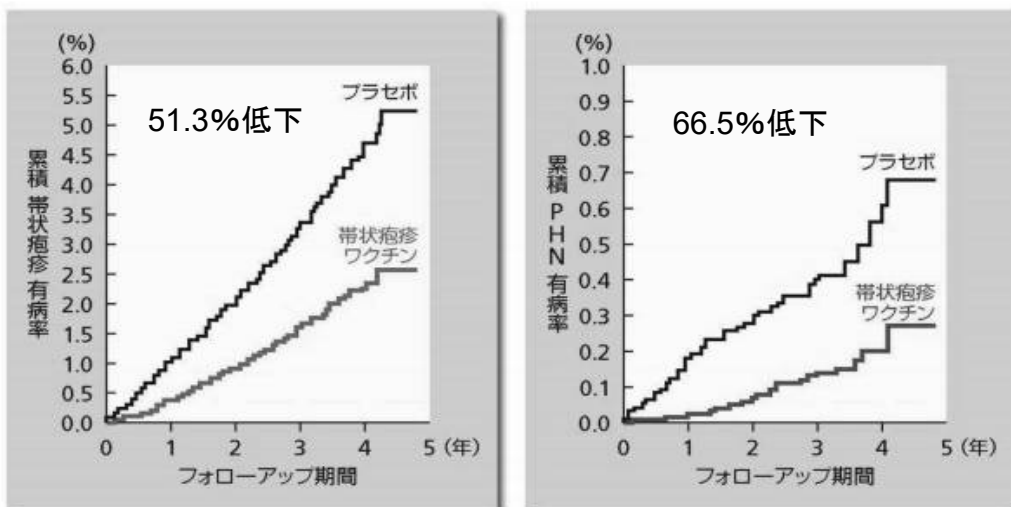 (%)
6.0
5.5
5.0
4.5
4.0
3.5
3.0
2.5
2.0
1.5
1.0
0.5
0.0
累積 帯状疱疹 有病率
51.3%低下
プラセボ
帯状疱疹
ワクチン
0 1 2 3 4 5 (年)
フォローアップ期間
(%)
1.0
0.9
0.8
0.7
0.6
0.5
0.4
0.3
0.2
0.1
0.0
累積 PHN 有病率
66.5%低下
プラセボ
帯状疱疹
ワクチン
0 1 2 3 4 5 (年)
フォローアップ期間